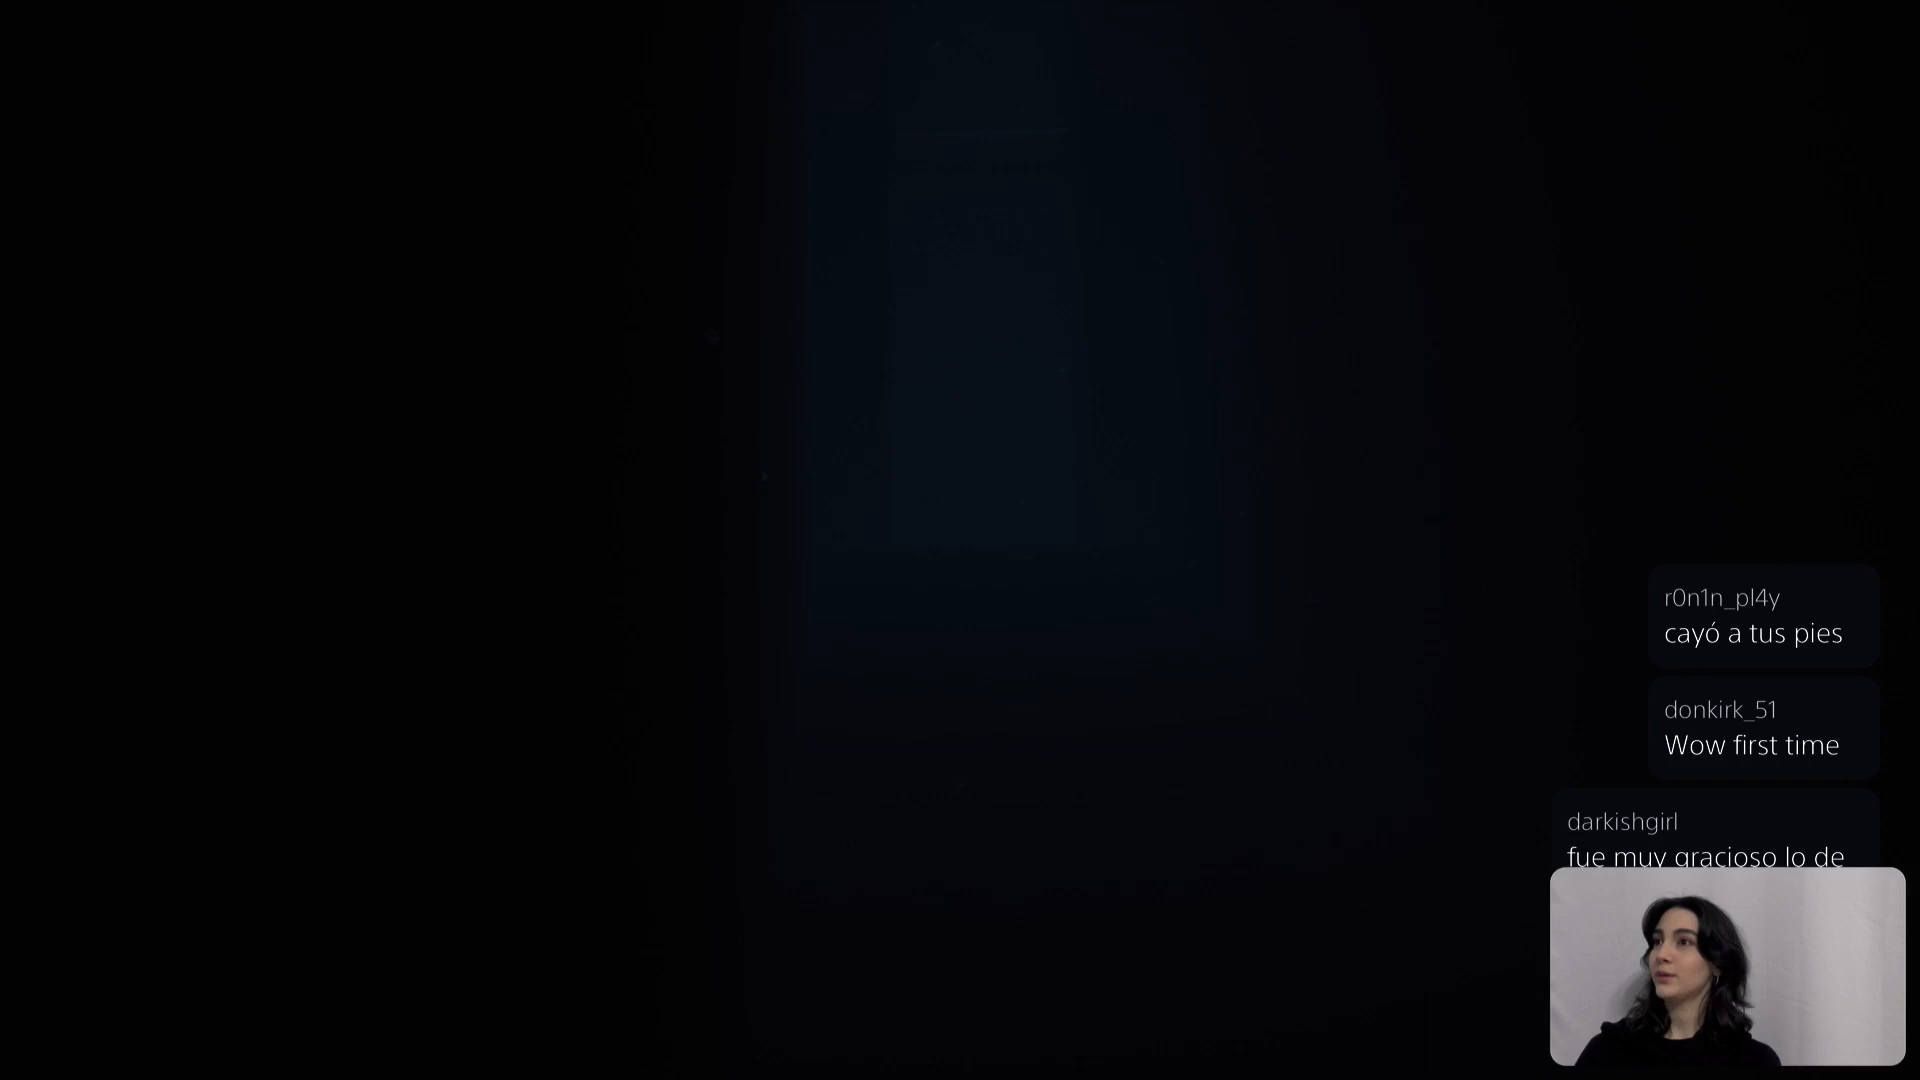 r0n1n_pl4y
cayó a tus pies
donkirk_51
Wow first time
darkishgirl
fue muy gracioso lo de